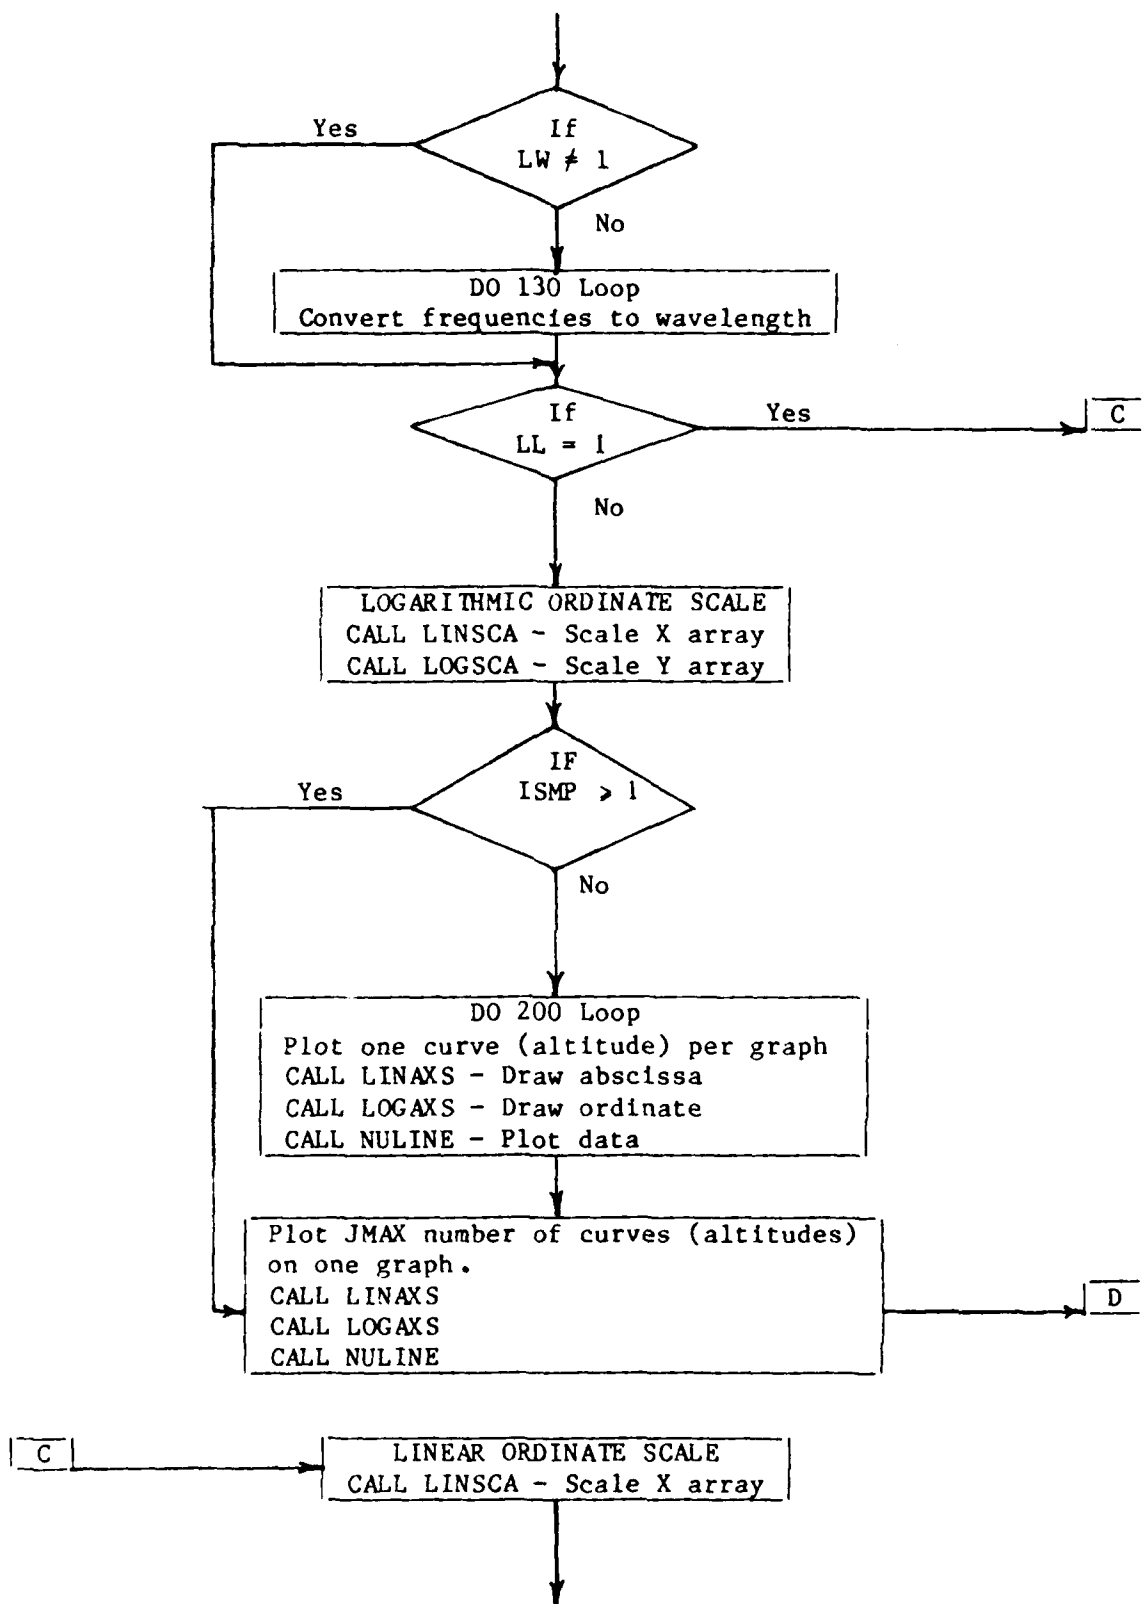 If
LW ≠ 1
Yes
No
DO 130 Loop
Convert frequencies to wavelength
If
LL = 1
Yes
C
No
LOGARITHMIC ORDINATE SCALE
CALL LINSCA - Scale X array
CALL LOGSCA - Scale Y array
IF
ISMP > 1
Yes
No
DO 200 Loop
Plot one curve (altitude) per graph
CALL LINAXS - Draw abscissa
CALL LOGAXS - Draw ordinate
CALL NULINE - Plot data
Plot JMAX number of curves (altitudes)
on one graph.
CALL LINAXS
CALL LOGAXS
CALL NULINE
D
C
LINEAR ORDINATE SCALE
CALL LINSCA - Scale X array